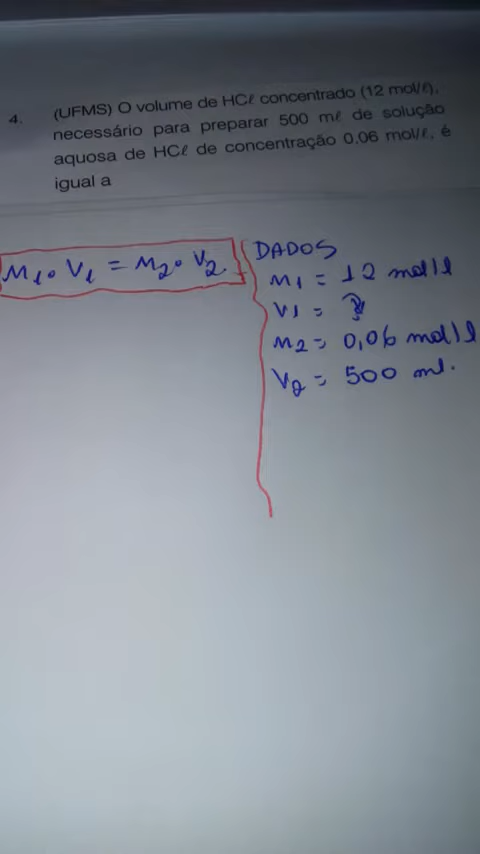 4. (UFMS) O volume de HCℓ concentrado (12 mol/ℓ),
necessário para preparar 500 mℓ de solução
aquosa de HCℓ de concentração 0,06 mol/ℓ, é
igual a
M1. V1 = M2. V2
DADOS
M1 = 12 mol/l
V1 = ?
M2 = 0,06 mol/l
V2 = 500 ml.